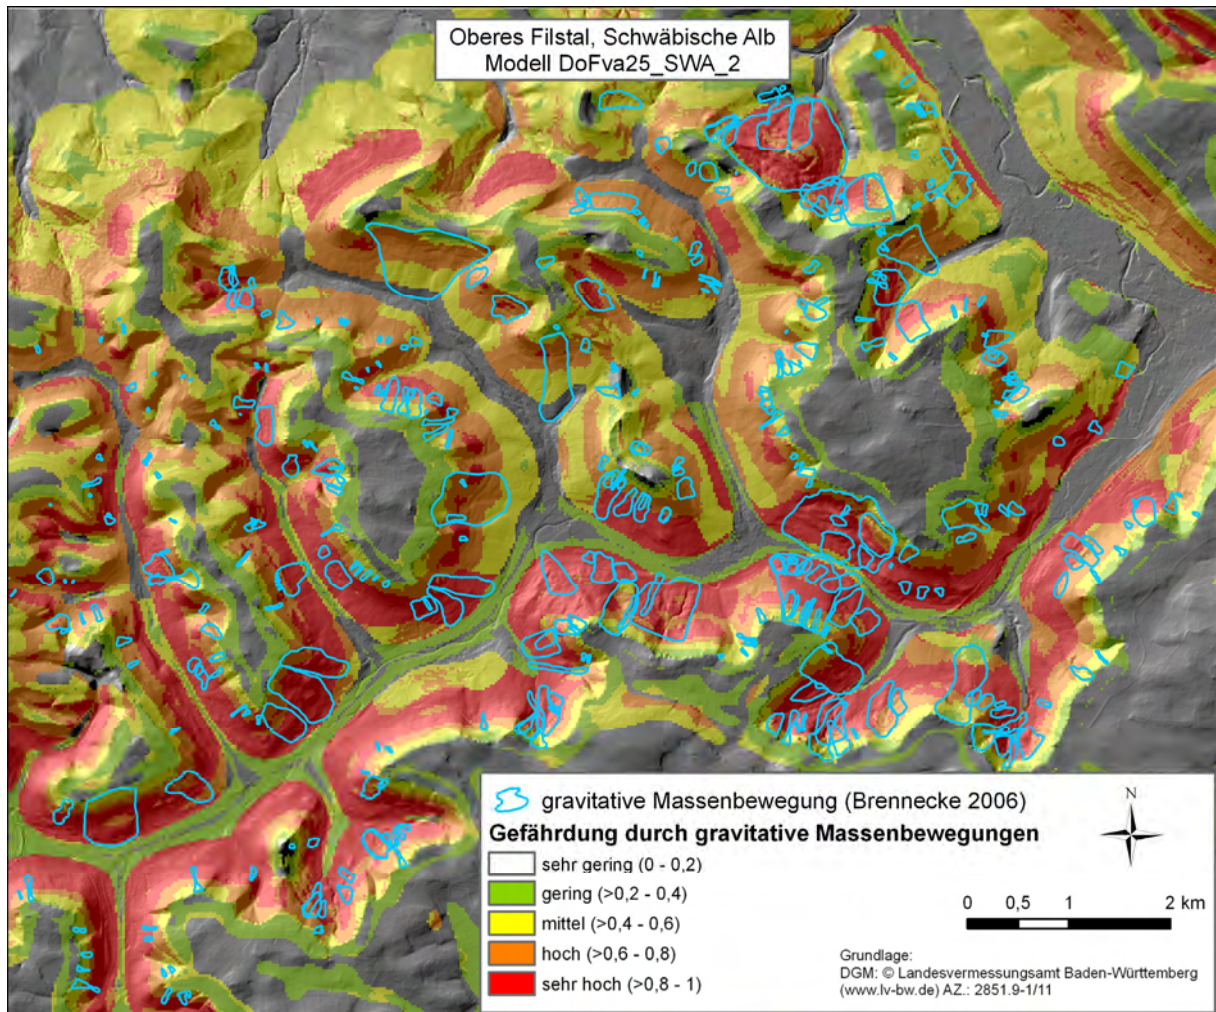 Oberes Filstal, Schwäbische Alb
Modell DoFva25_SWA_2
gravitative Massenbewegung (Brennecke 2006)
Gefährdung durch gravitative Massenbewegungen
sehr gering (0 - 0,2)
gering (>0,2 - 0,4)
mittel (>0,4 - 0,6)
hoch (>0,6 - 0,8)
sehr hoch (>0,8 - 1)
N
0 0,5 1 2 km
Grundlage:
DGM: © Landesvermessungsamt Baden-Württemberg
(www.lv-bw.de) AZ.: 2851.9-1/11